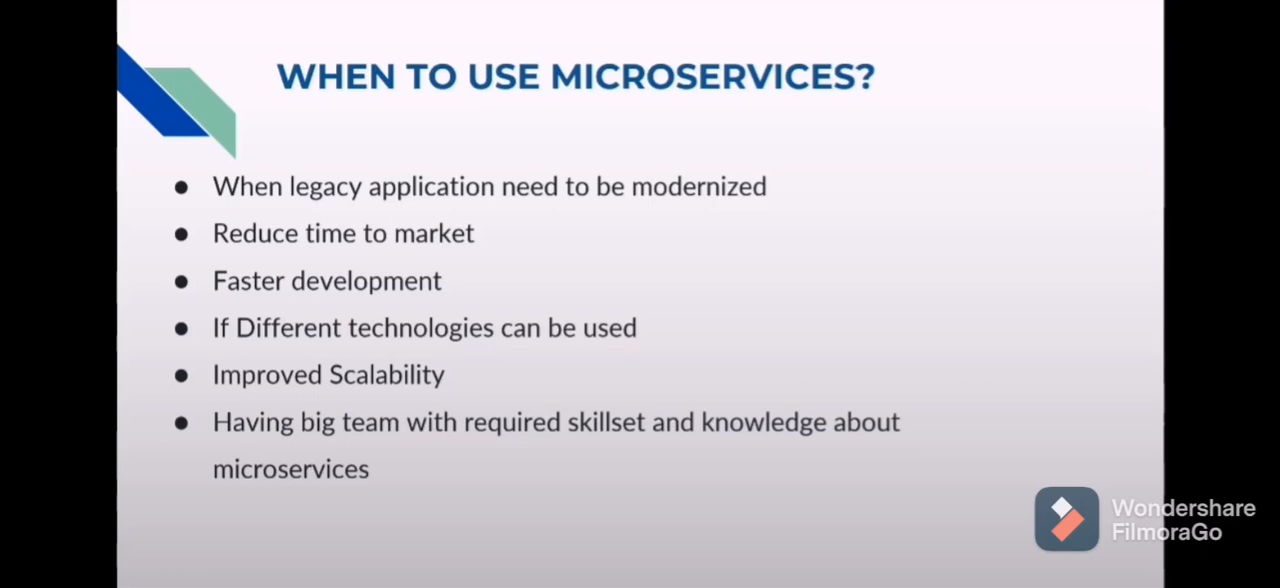 WHEN TO USE MICROSERVICES?
● When legacy application need to be modernized
● Reduce time to market
● Faster development
● If Different technologies can be used
● Improved Scalability
● Having big team with required skillset and knowledge about
microservices
Wondershare
FilmoraGo